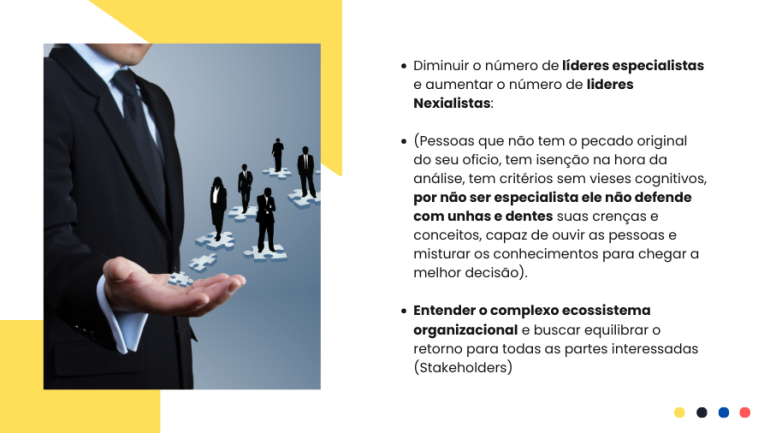 • Diminuir o número de líderes especialistas
e aumentar o número de lideres
Nexialistas:
• (Pessoas que não tem o pecado original
do seu oficio, tem isenção na hora da
análise, tem critérios sem vieses cognitivos,
por não ser especialista ele não defende
com unhas e dentes suas crenças e
conceitos, capaz de ouvir as pessoas e
misturar os conhecimentos para chegar a
melhor decisão).
• Entender o complexo ecossistema
organizacional e buscar equilibrar o
retorno para todas as partes interessadas
(Stakeholders)